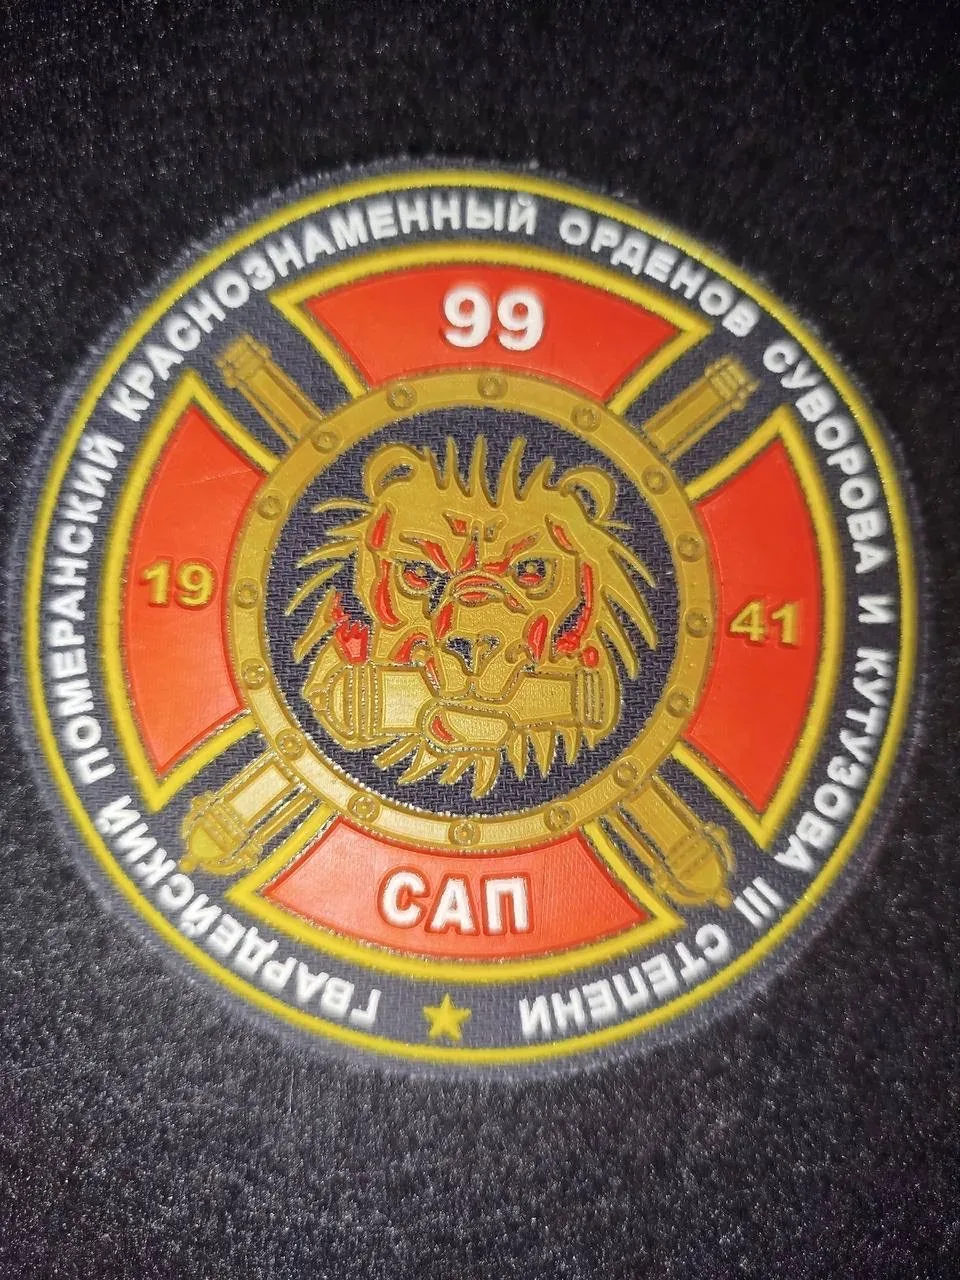 ГВАРДЕЙСКИЙ ПОМЕРАНСКИЙ КРАСНОЗНАМЕННЫЙ ОРДЕНОВ СУВОРОВА И КУТУЗОВА III СТЕПЕНИ
99
19 41
САП